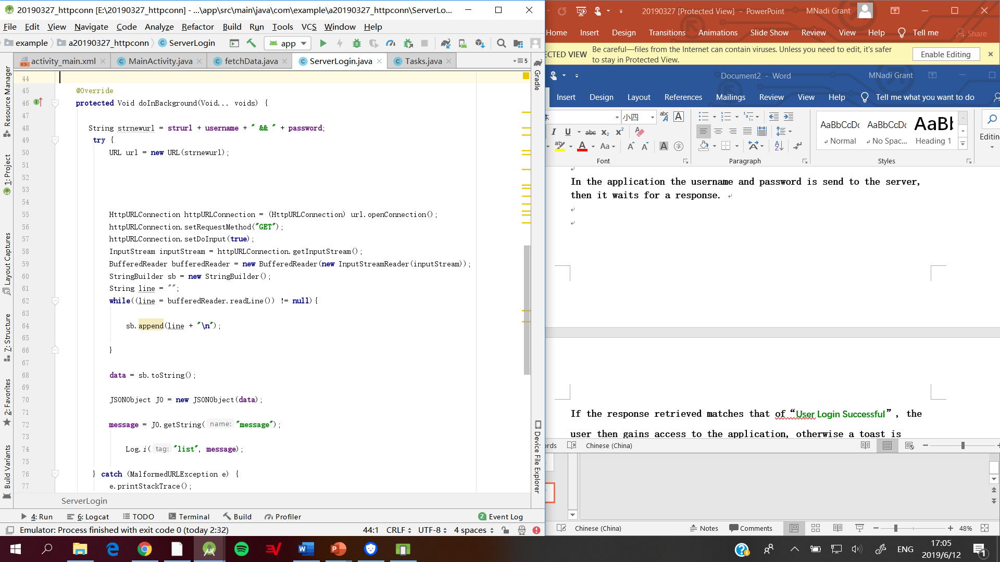 20190327_httpconn [E:\20190327_httpconn] - ...\app\src\main\java\com\example\a20190327_httpconn\ServerLo...
File Edit View Navigate Code Analyze Refactor Build Run Tools VCS Window Help
example a20190327_httpconn ServerLogin app
activity_main.xml MainActivity.java fetchData.java ServerLogin.java Tasks.java 5
Resource Manager
1: Project
Layout Captures
7: Structure
2: Favorites
Build Variants
Gradle
Device File Explorer
44
45 @Override
46 protected Void doInBackground(Void... voids) {
47
48 String strnewurl = strurl + username + " && " + password;
49 try {
50 URL url = new URL(strnewurl);
51
52
53
54
55 HttpURLConnection httpURLConnection = (HttpURLConnection) url.openConnection();
56 httpURLConnection.setRequestMethod("GET");
57 httpURLConnection.setDoInput(true);
58 InputStream inputStream = httpURLConnection.getInputStream();
59 BufferedReader bufferedReader = new BufferedReader(new InputStreamReader(inputStream));
60 StringBuilder sb = new StringBuilder();
61 String line = "";
62 while((line = bufferedReader.readLine()) != null){
63
64 sb.append(line + "\n");
65
66 }
67
68 data = sb.toString();
69
70 JSONObject JO = new JSONObject(data);
71
72 message = JO.getString( name: "message");
73
74 Log.i( tag: "list", message);
75
76 } catch (MalformedURLException e) {
77 e.printStackTrace();
ServerLogin
4: Run 6: Logcat TODO Terminal Build Profiler 2 Event Log
Emulator: Process finished with exit code 0 (today 2:32) 44:1 CRLF UTF-8 4 spaces
20190327 [Protected View] - PowerPoint MNadi Grant
Home Insert Design Transitions Animations Slide Show Review View Help Tell me Share
CTED VIEW Be careful—files from the Internet can contain viruses. Unless you need to edit, it's safer to stay in Protected View. Enable Editing
Document2 - Word MNadi Grant
Insert Design Layout References Mailings Review View Help Tell me what you want to do
体 小四 abc A
I U abc x₂ x²
ab A Aa A A A 字
AaBbCcDc AaBbCcDc AaBb
Normal No Spac... Heading 1
Editing
Font Paragraph Styles
In the application the username and password is send to the server,
then it waits for a response.
If the response retrieved matches that of“User Login Successful”, the
user then gains access to the application, otherwise a toast is
ords Chinese (China)
Chinese (China) Notes Comments 48%
ENG 17:05
2019/6/12
1